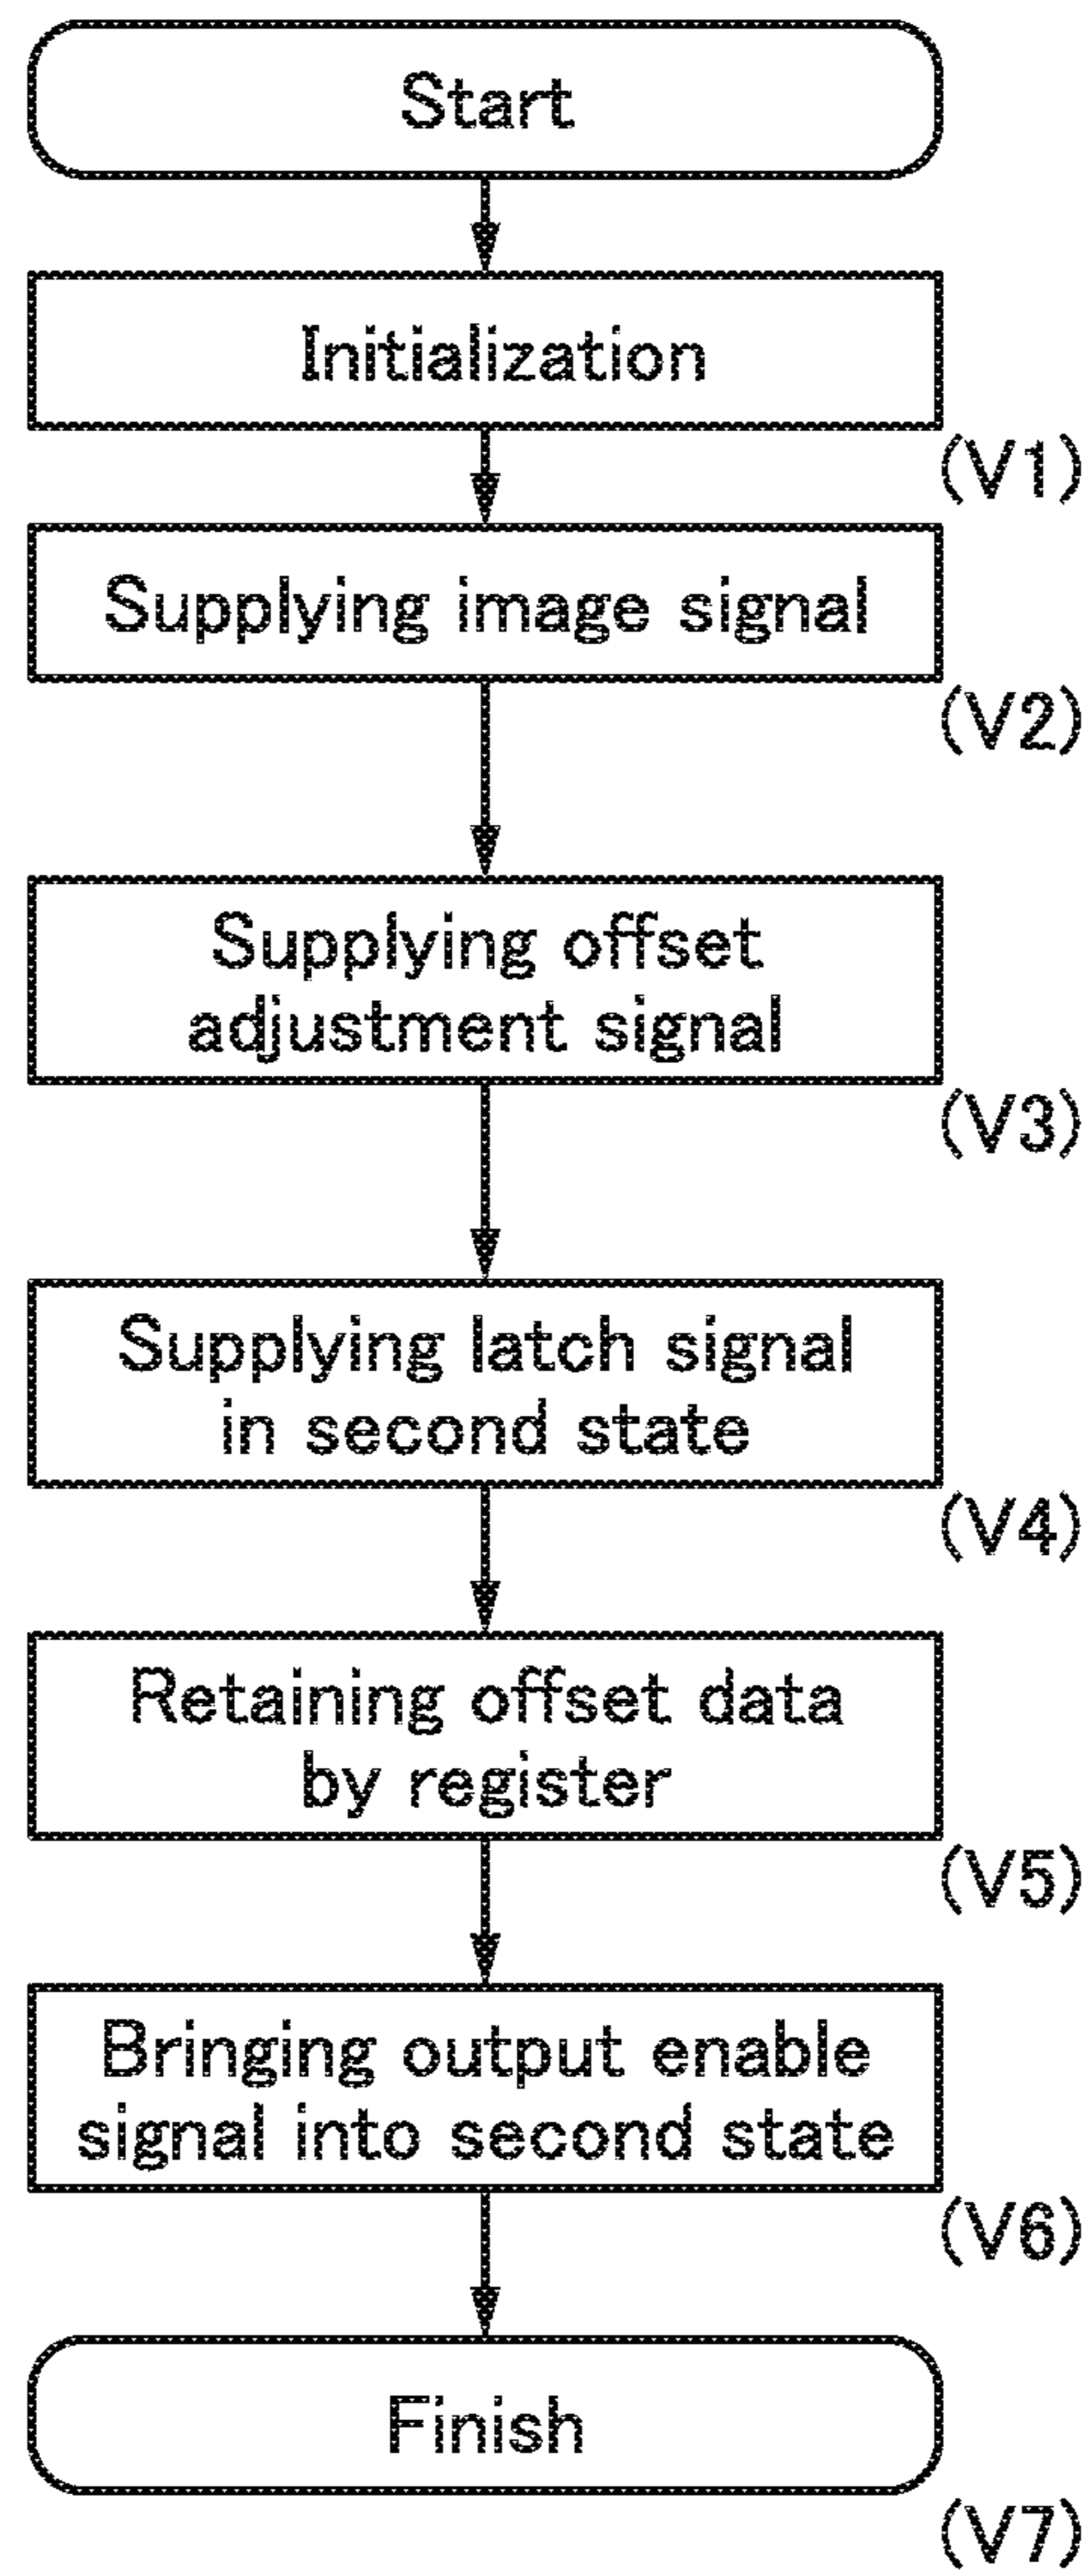 Start
Initialization
(V1)
Supplying image signal
(V2)
Supplying offset
adjustment signal
(V3)
Supplying latch signal
in second state
(V4)
Retaining offset data
by register
(V5)
Bringing output enable
signal into second state
(V6)
Finish
(V7)